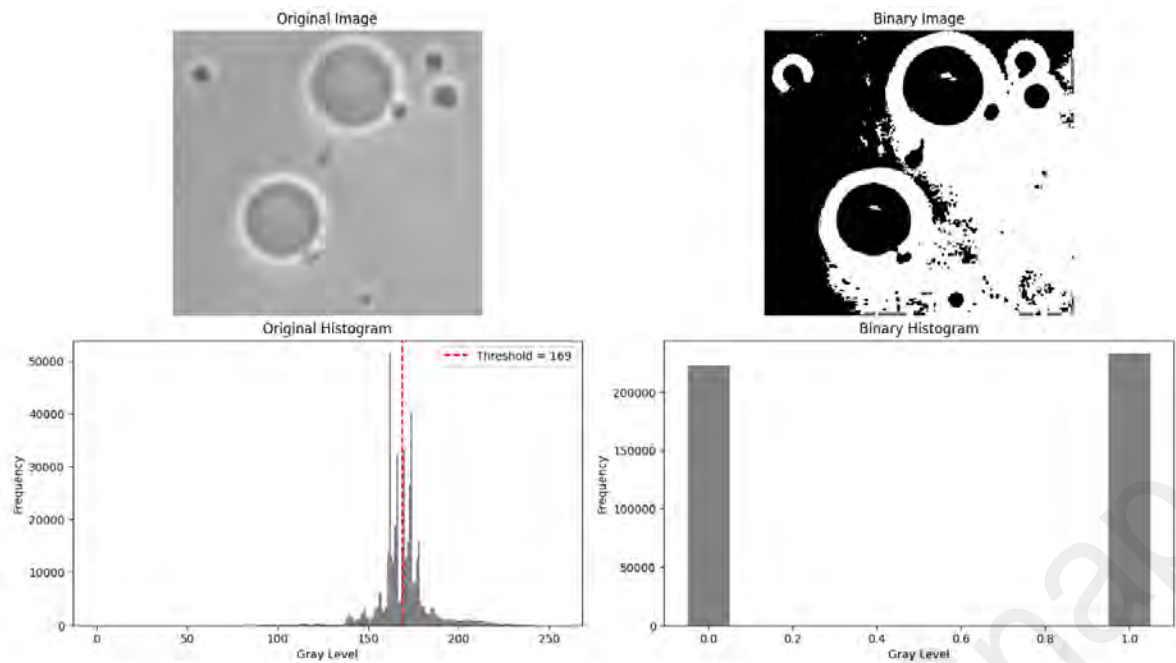 Original Image
Binary Image
Original Histogram
Binary Histogram
50000
40000
30000
20000
10000
0
Frequency
Threshold = 169
0
50
100
150
200
250
Gray Level
200000
150000
100000
50000
0
Frequency
0.0
0.2
0.4
0.6
0.8
1.0
Gray Level